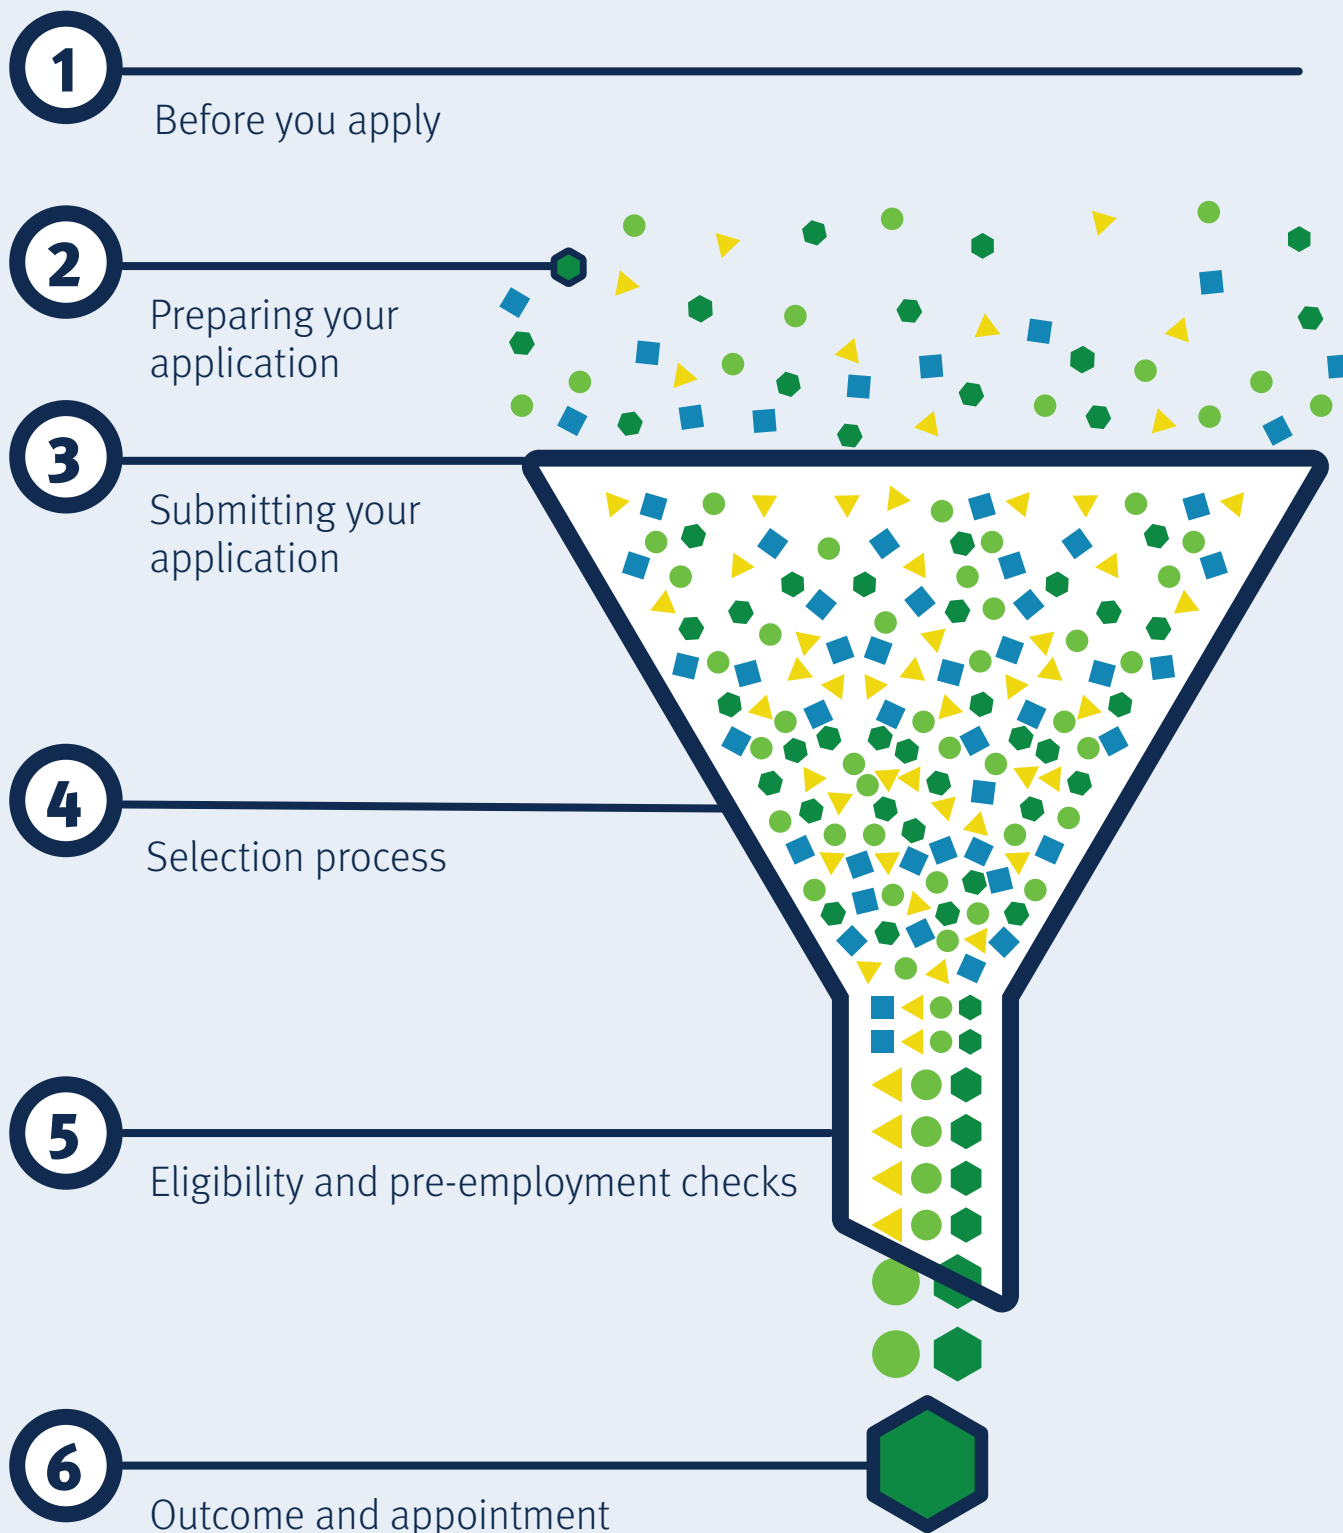 1
Before you apply
2
Preparing your
application
3
Submitting your
application
4
Selection process
5
Eligibility and pre-employment checks
6
Outcome and appointment